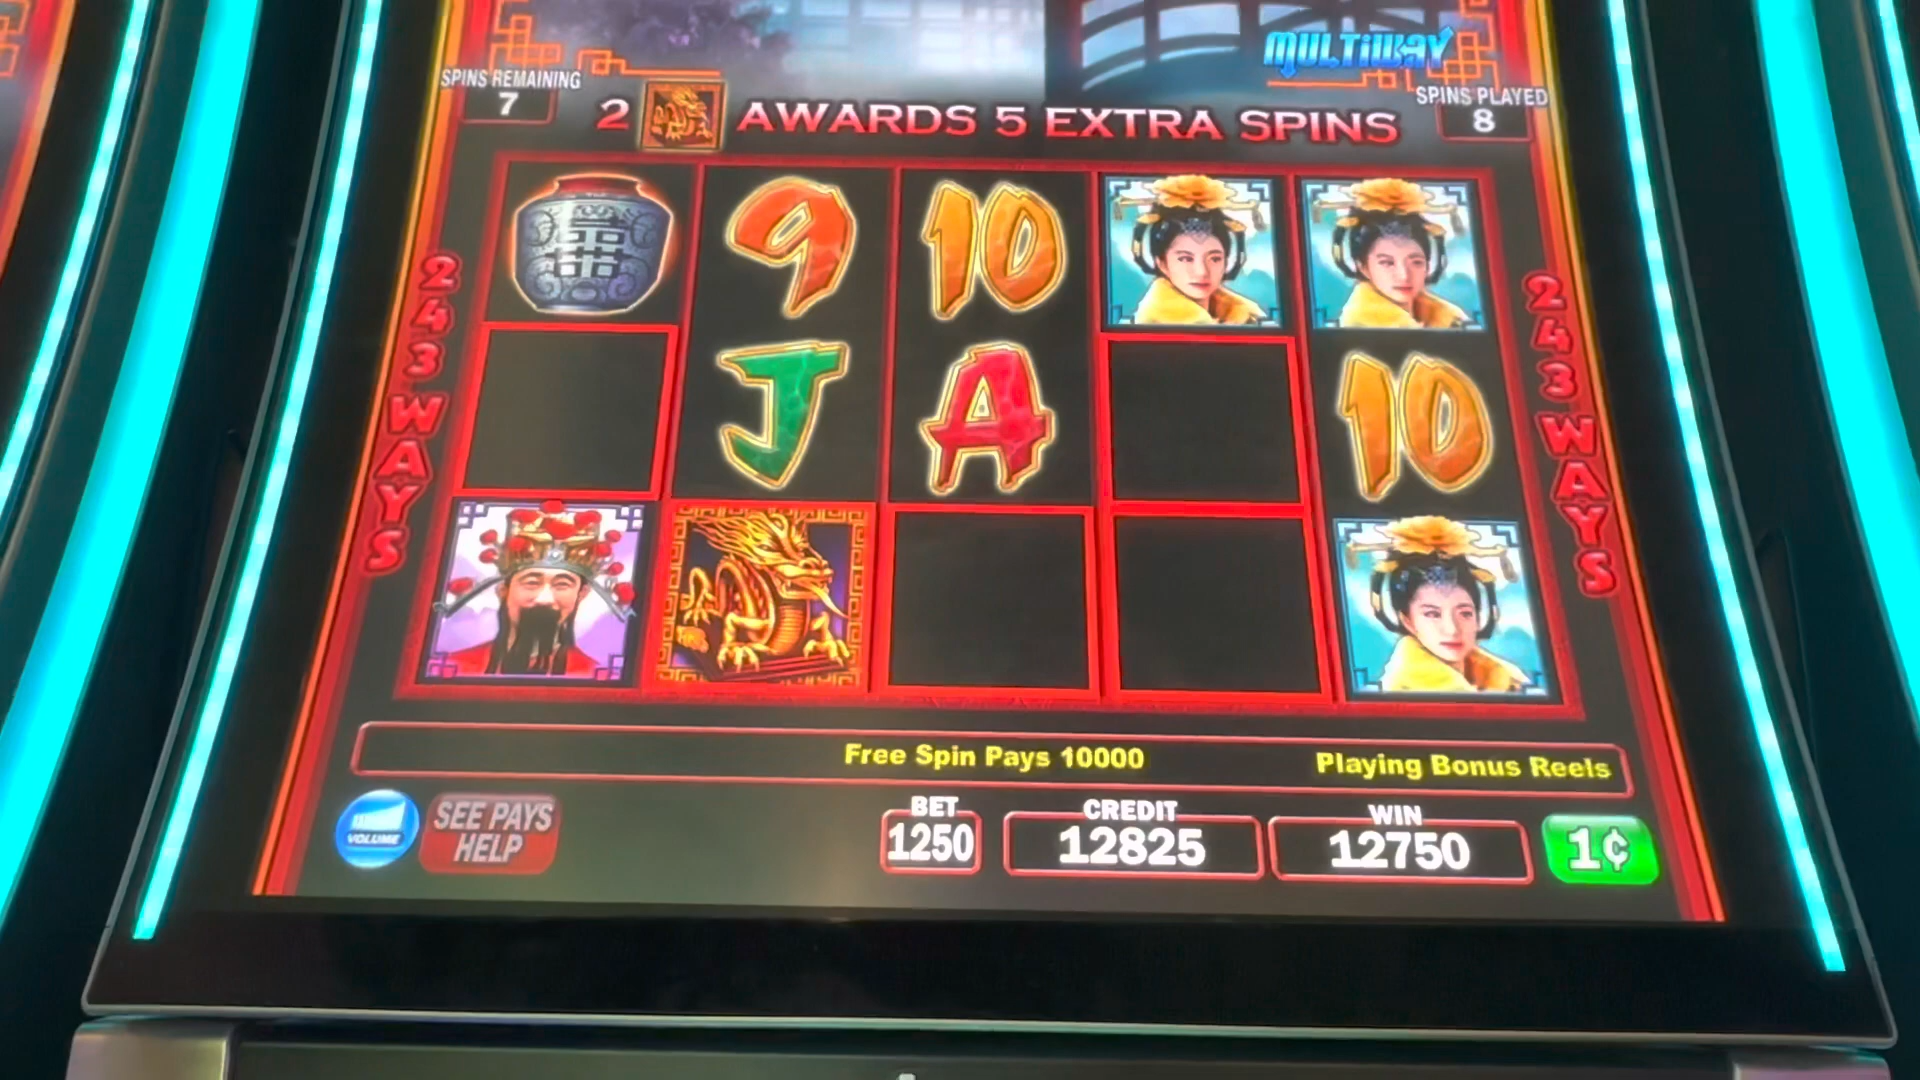 MULTIWAY
SPINS REMAINING
7
2 AWARDS 5 EXTRA SPINS
SPINS PLAYED
8
9
10
243 WAYS
J
A
10
243 WAYS
Free Spin Pays 10000
Playing Bonus Reels
VOLUME
SEE PAYS
HELP
BET
1250
CREDIT
12825
WIN
12750
1¢